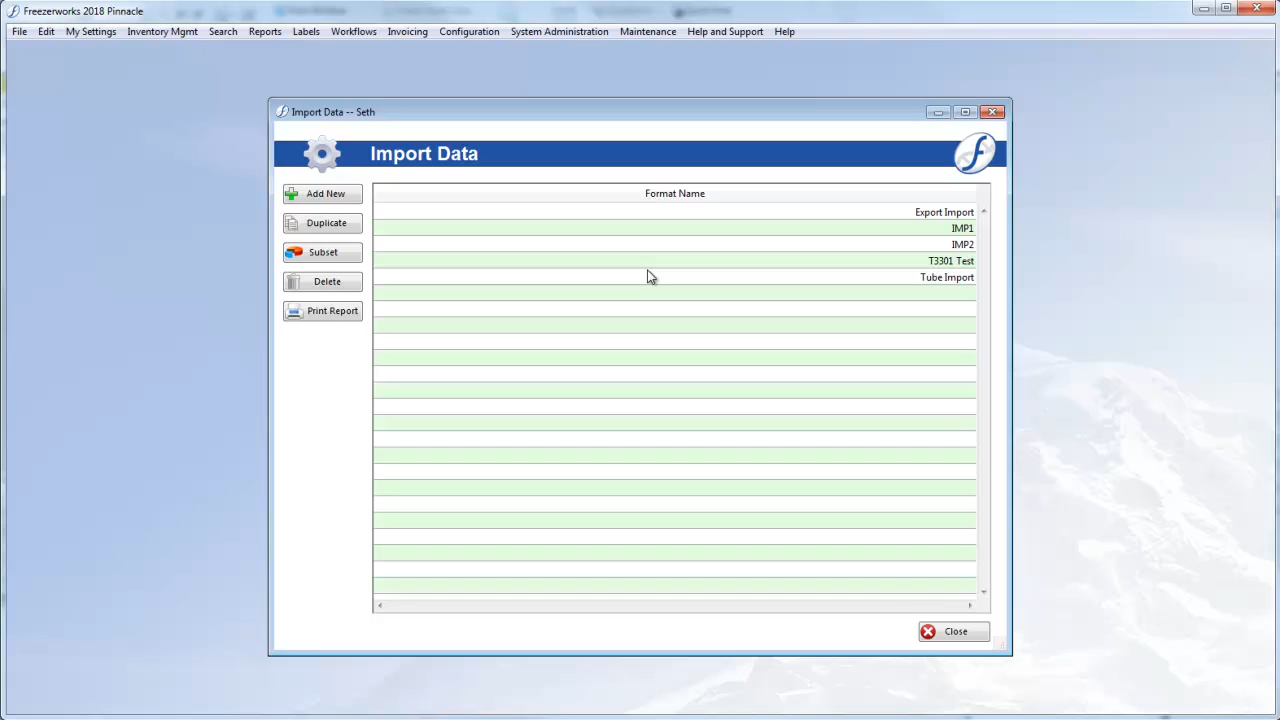 Freezerworks 2018 Pinnacle
File Edit My Settings Inventory Mgmt Search Reports Labels Workflows Invoicing Configuration System Administration Maintenance Help and Support Help
Import Data -- Seth
Import Data
Add New
Duplicate
Subset
Delete
Print Report
Format Name
Export Import
IMP1
IMP2
T3301 Test
Tube Import
Close